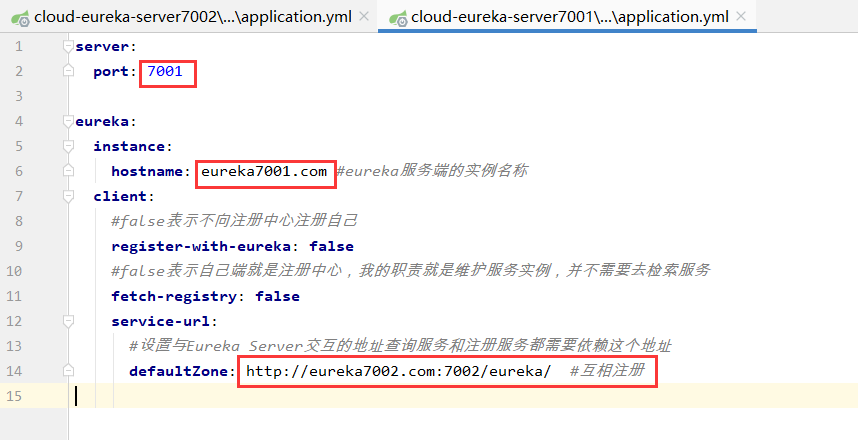 cloud-eureka-server7002\...\application.yml cloud-eureka-server7001\...\application.yml
1 server:
2 port: 7001
3
4 eureka:
5 instance:
6 hostname: eureka7001.com #eureka服务端的实例名称
7 client:
8 #false表示不向注册中心注册自己
9 register-with-eureka: false
10 #false表示自己端就是注册中心，我的职责就是维护服务实例，并不需要去检索服务
11 fetch-registry: false
12 service-url:
13 #设置与Eureka Server交互的地址查询服务和注册服务都需要依赖这个地址
14 defaultZone: http://eureka7002.com:7002/eureka/ #互相注册
15